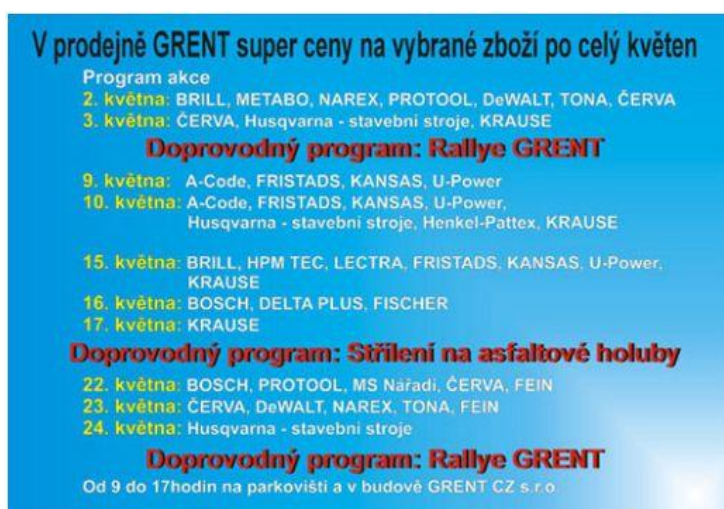 V prodejně GRENT super ceny na vybrané zboží po celý květen
Program akce
2. května: BRILL, METABO, NAREX, PROTOOL, DeWALT, TONA, ČERVA
3. května: ČERVA, Husqvarna - stavební stroje, KRAUSE
Doprovodný program: Rallye GRENT
9. května: A-Code, FRISTADS, KANSAS, U-Power
10. května: A-Code, FRISTADS, KANSAS, U-Power,
Husqvarna - stavební stroje, Henkel-Pattex, KRAUSE
15. května: BRILL, HPM TEC, LECTRA, FRISTADS, KANSAS, U-Power,
KRAUSE
16. května: BOSCH, DELTA PLUS, FISCHER
17. května: KRAUSE
Doprovodný program: Střílení na asfaltové holuby
22. května: BOSCH, PROTOOL, MS Nářadí, ČERVA, FEIN
23. května: ČERVA, DeWALT, NAREX, TONA, FEIN
24. května: Husqvarna - stavební stroje
Doprovodný program: Rallye GRENT
Od 9 do 17hodin na parkovišti a v budově GRENT CZ s.r.o.